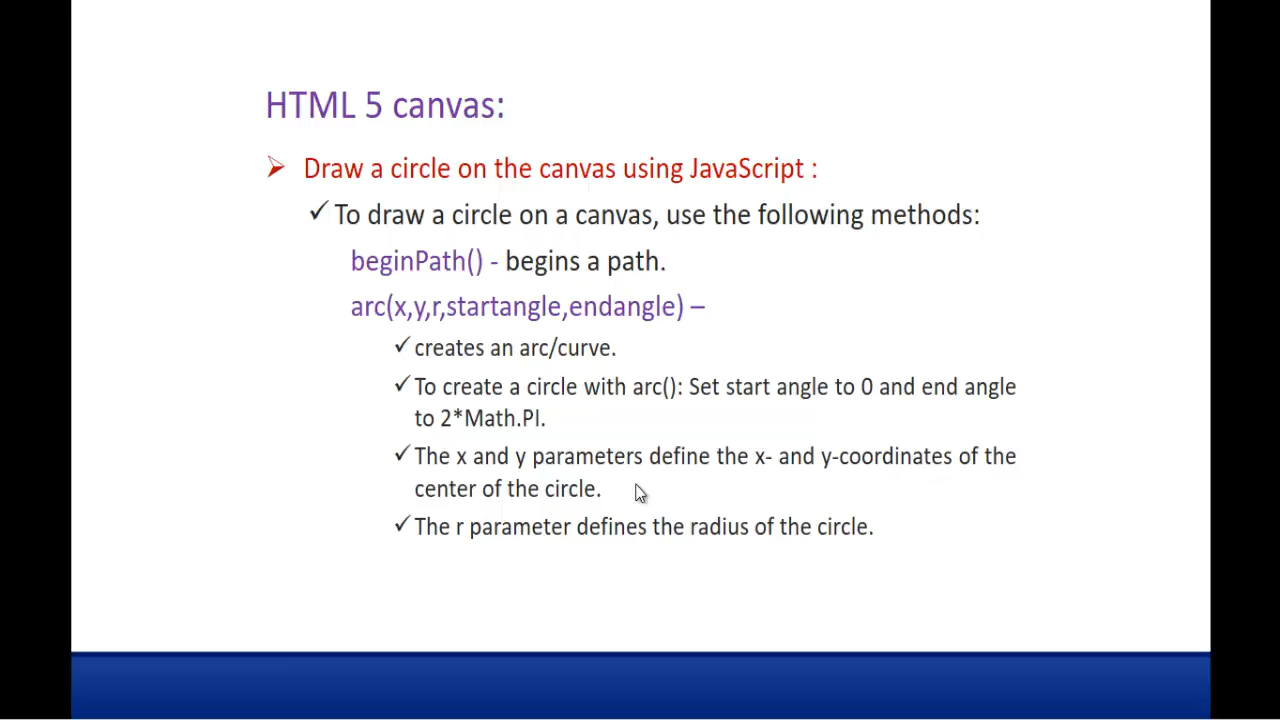 HTML 5 canvas:
Draw a circle on the canvas using JavaScript :
To draw a circle on a canvas, use the following methods:
beginPath() - begins a path.
arc(x,y,r,startangle,endangle) –
creates an arc/curve.
To create a circle with arc(): Set start angle to 0 and end angle
to 2*Math.PI.
The x and y parameters define the x- and y-coordinates of the
center of the circle.
The r parameter defines the radius of the circle.